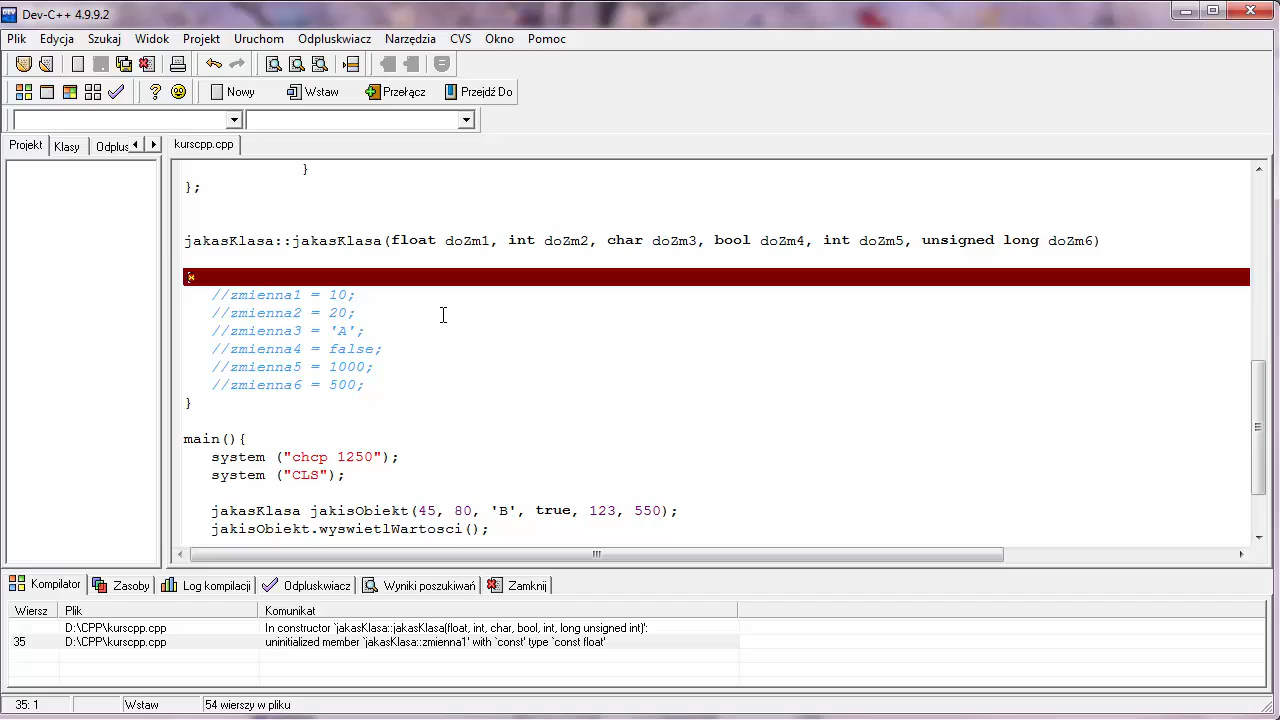 Dev-C++ 4.9.9.2
Plik Edycja Szukaj Widok Projekt Uruchom Odpluskwiacz Narzędzia CVS Okno Pomoc
Nowy Wstaw Przełącz Przejdź Do
Projekt Klasy Odplus
kurscpp.cpp
}
};
jakasKlasa::jakasKlasa(float doZm1, int doZm2, char doZm3, bool doZm4, int doZm5, unsigned long doZm6)
{
//zmienna1 = 10;
//zmienna2 = 20;
//zmienna3 = 'A';
//zmienna4 = false;
//zmienna5 = 1000;
//zmienna6 = 500;
}
main(){
system ("chcp 1250");
system ("CLS");
jakasKlasa jakisObiekt(45, 80, 'B', true, 123, 550);
jakisObiekt.wyswietlWartosci();
Kompilator Zasoby Log kompilacji Odpluskwiacz Wyniki poszukiwań Zamknij
Wiersz Plik Komunikat
D:\CPP\kurscpp.cpp In constructor `jakasKlasa::jakasKlasa(float, int, char, bool, int, long unsigned int)':
35 D:\CPP\kurscpp.cpp uninitialized member `jakasKlasa::zmienna1' with `const' type `const float'
35: 1 Wstaw 54 wierszy w pliku